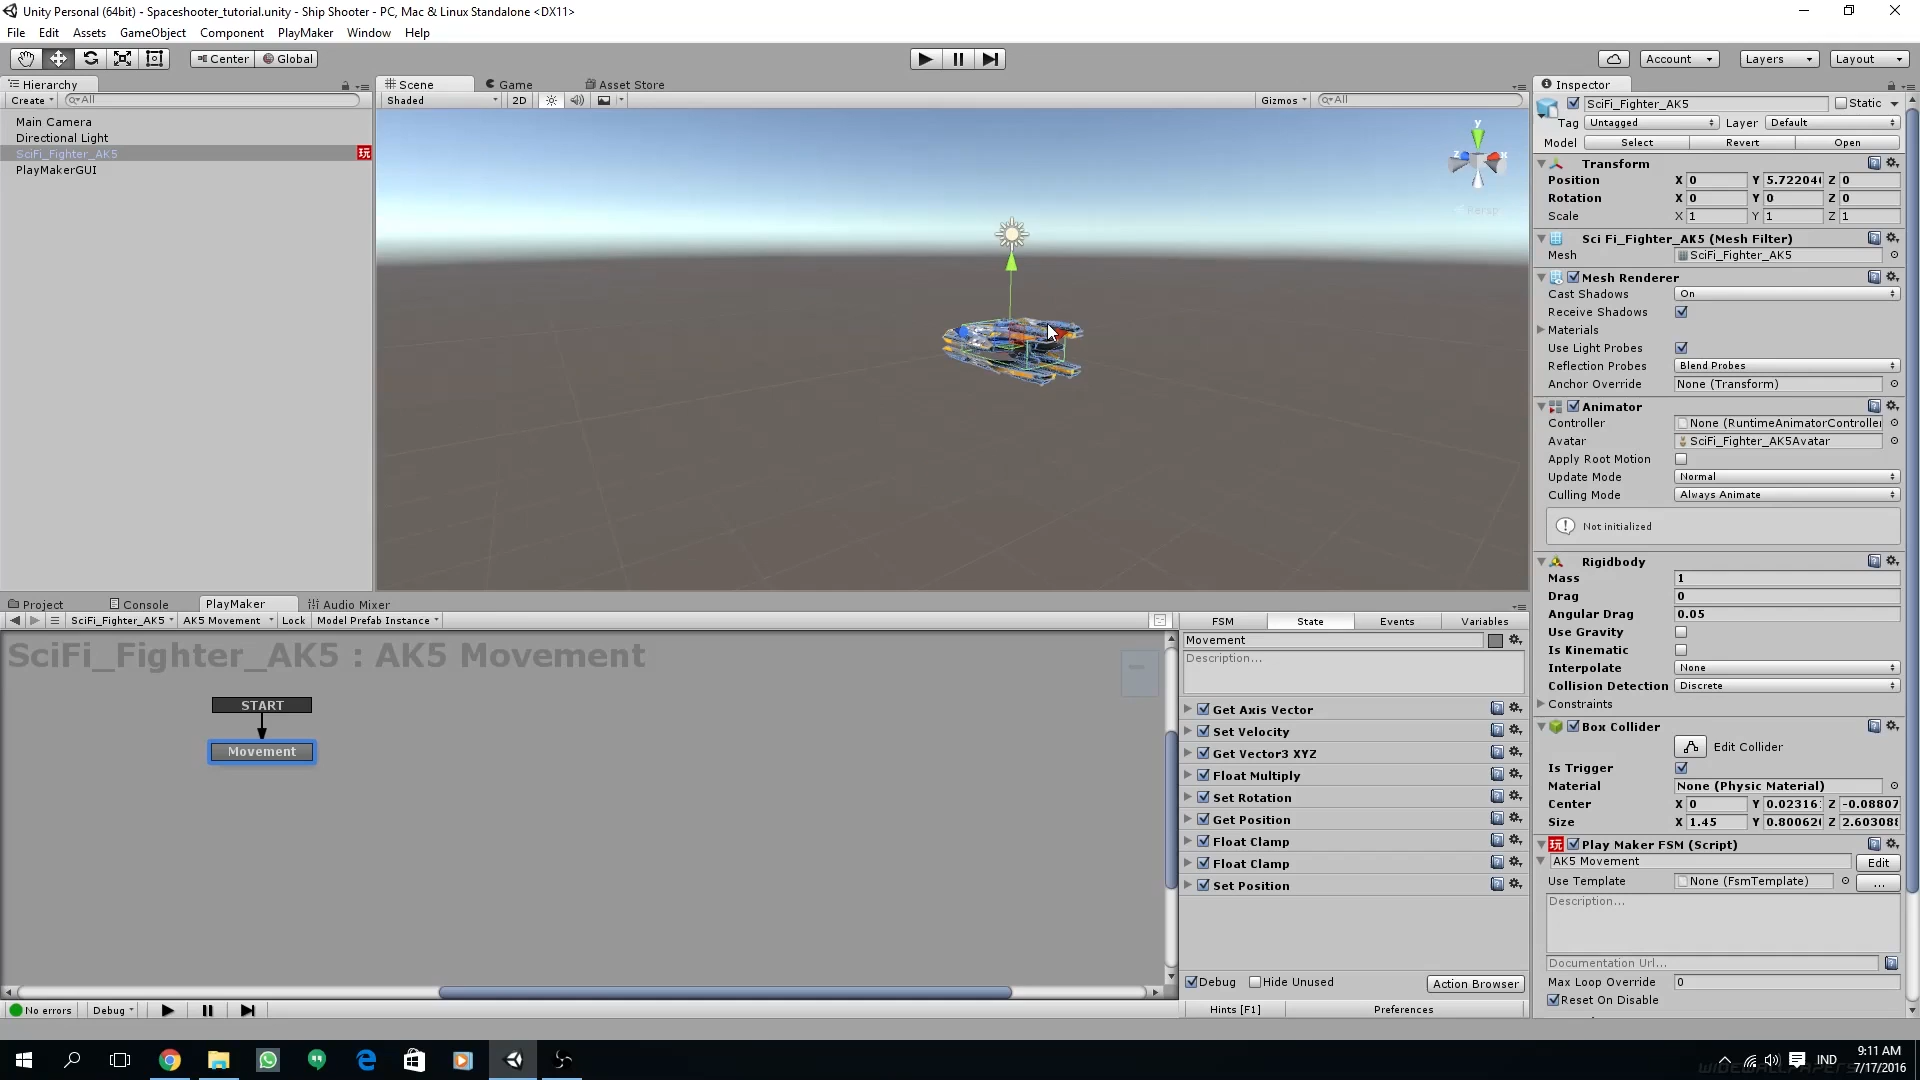 Unity Personal (64bit) - Spaceshooter_tutorial.unity - Ship Shooter - PC, Mac & Linux Standalone <DX11>
File Edit Assets GameObject Component PlayMaker Window Help
Center Global Account Layers Layout
Hierarchy
Create All
Main Camera
Directional Light
SciFi_Fighter_AK5 玩
PlayMakerGUI
Scene Game Asset Store
Shaded 2D Gizmos All
y
z x
Persp
Inspector
SciFi_Fighter_AK5 Static
Tag Untagged Layer Default
Model Select Revert Open
Transform
Position X 0 Y 5.72204 Z 0
Rotation X 0 Y 0 Z 0
Scale X 1 Y 1 Z 1
Sci Fi_Fighter_AK5 (Mesh Filter)
Mesh SciFi_Fighter_AK5
Mesh Renderer
Cast Shadows On
Receive Shadows
Materials
Use Light Probes
Reflection Probes Blend Probes
Anchor Override None (Transform)
Animator
Controller None (RuntimeAnimatorController
Avatar SciFi_Fighter_AK5Avatar
Apply Root Motion
Update Mode Normal
Culling Mode Always Animate
Not initialized
Rigidbody
Mass 1
Drag 0
Angular Drag 0.05
Use Gravity
Is Kinematic
Interpolate None
Collision Detection Discrete
Constraints
Box Collider
Edit Collider
Is Trigger
Material None (Physic Material)
Center X 0 Y 0.02316 Z -0.08807
Size X 1.45 Y 0.80062 Z 2.60308
玩 Play Maker FSM (Script)
AK5 Movement Edit
Use Template None (FsmTemplate) ...
Description...
Documentation Url...
Max Loop Override 0
Reset On Disable
Project Console PlayMaker Audio Mixer
SciFi_Fighter_AK5 AK5 Movement Lock Model Prefab Instance
SciFi_Fighter_AK5 : AK5 Movement
START
Movement
FSM State Events Variables
Movement
Description...
Get Axis Vector
Set Velocity
Get Vector3 XYZ
Float Multiply
Set Rotation
Get Position
Float Clamp
Float Clamp
Set Position
Debug Hide Unused Action Browser
Hints [F1] Preferences
No errors Debug
IND
9:11 AM
7/17/2016